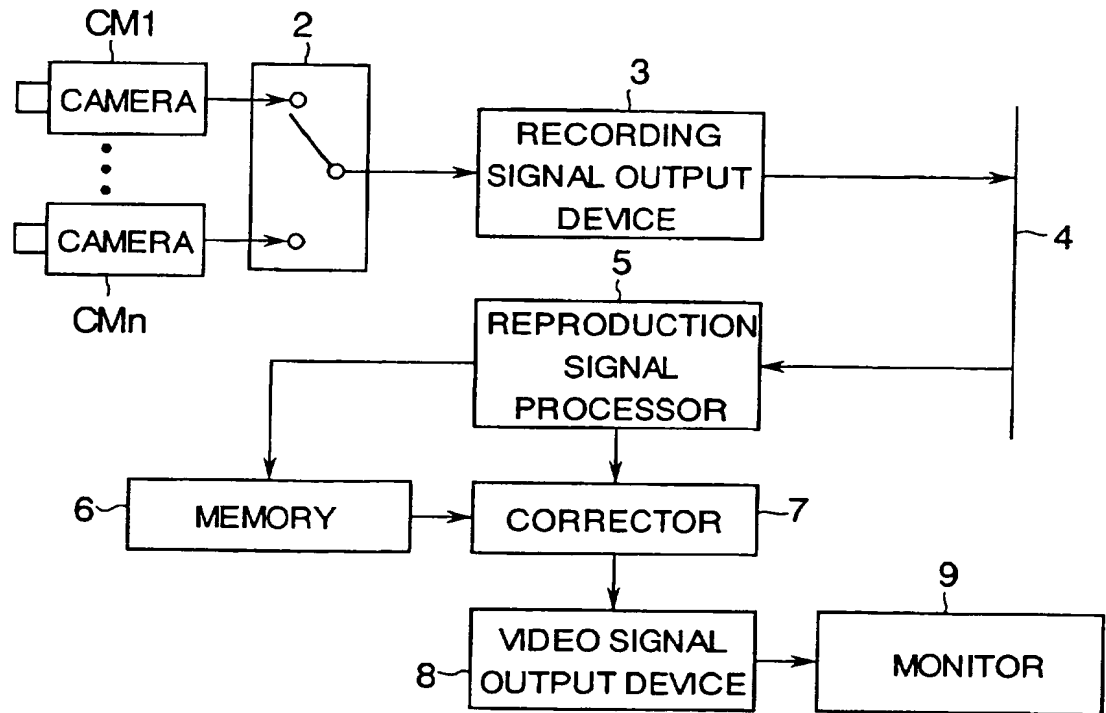 CM1
CAMERA
CAMERA
CMn
2
3
RECORDING
SIGNAL OUTPUT
DEVICE
4
5
REPRODUCTION
SIGNAL
PROCESSOR
6
MEMORY
CORRECTOR
7
8
VIDEO SIGNAL
OUTPUT DEVICE
9
MONITOR